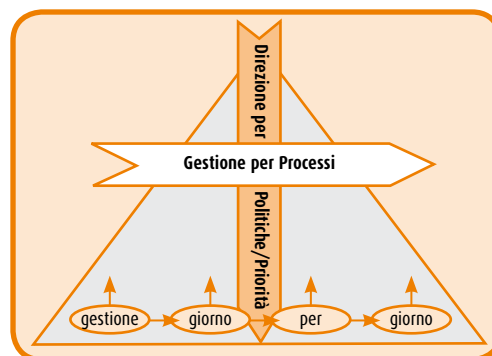 Direzione per
Gestione per Processi
Politiche/Priorità
gestione
giorno
per
giorno